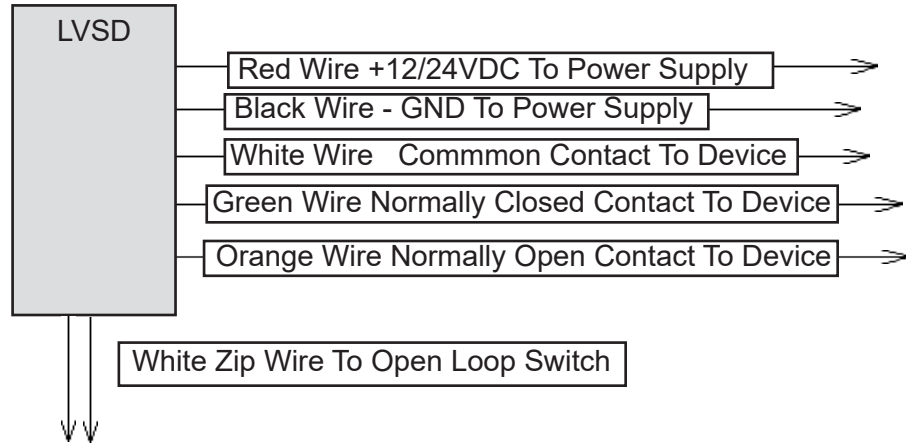 LVSD
Red Wire +12/24VDC To Power Supply
Black Wire - GND To Power Supply
White Wire Commmon Contact To Device
Green Wire Normally Closed Contact To Device
Orange Wire Normally Open Contact To Device
White Zip Wire To Open Loop Switch